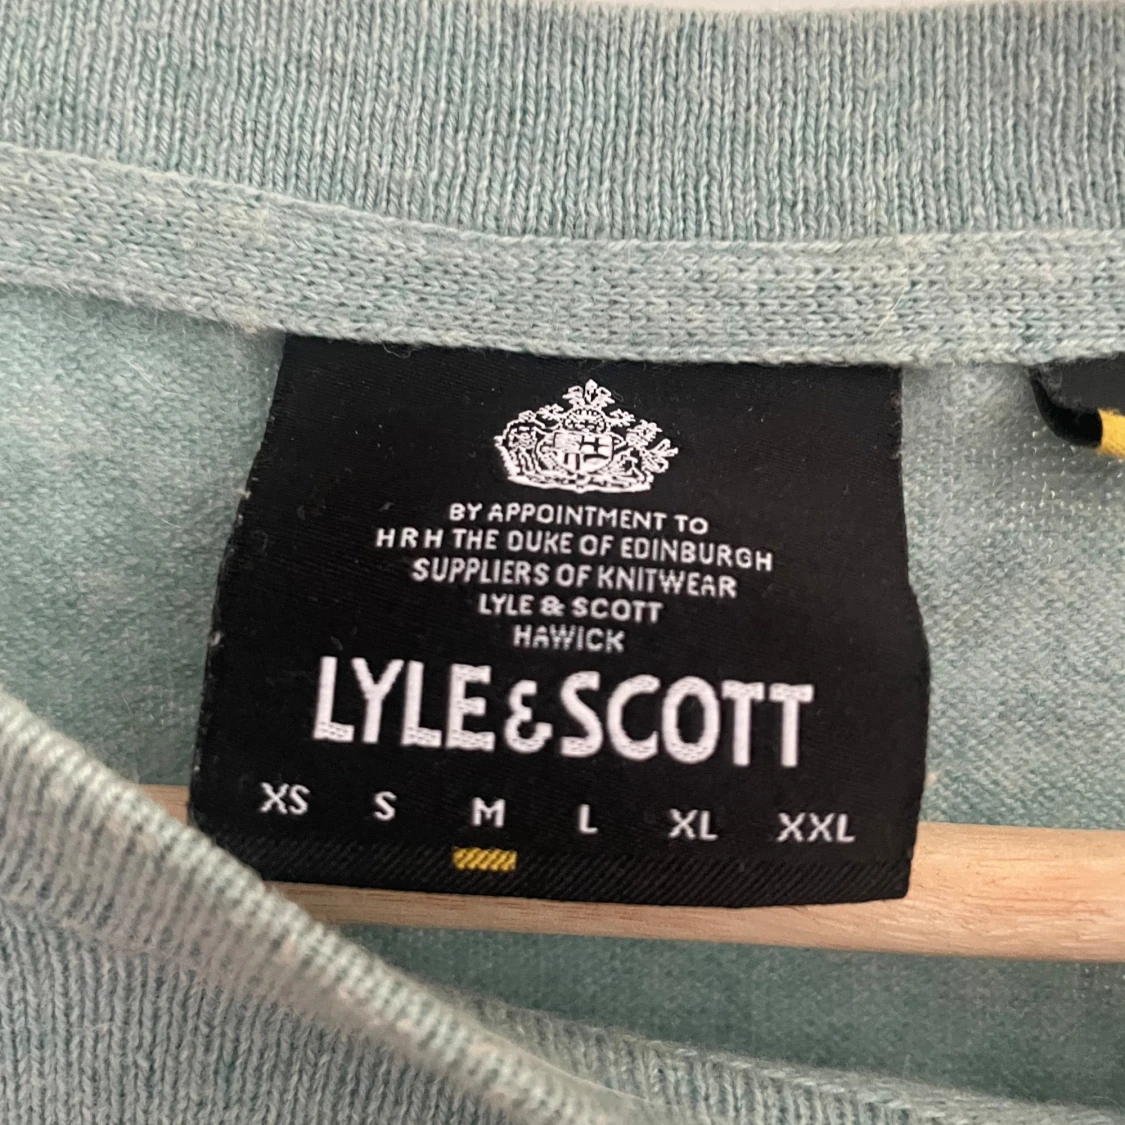 BY APPOINTMENT TO
HRH THE DUKE OF EDINBURGH
SUPPLIERS OF KNITWEAR
LYLE & SCOTT
HAWICK
LYLE & SCOTT
XS S M L XL XXL